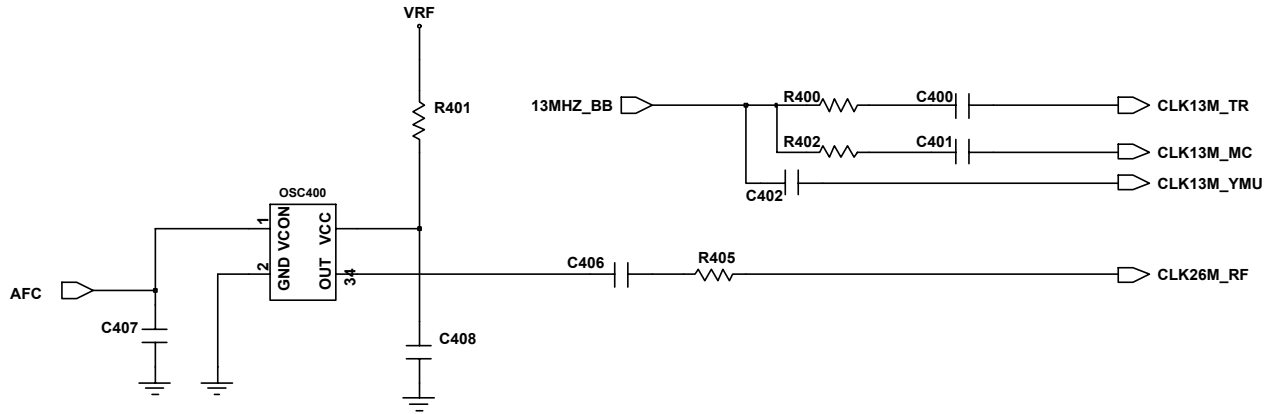 VRF
R401
13MHZ_BB
R400
C400
CLK13M_TR
R402
C401
CLK13M_MC
C402
CLK13M_YMU
OSC400
1
VCON
VCC
2
GND
OUT
34
C406
R405
CLK26M_RF
AFC
C407
C408